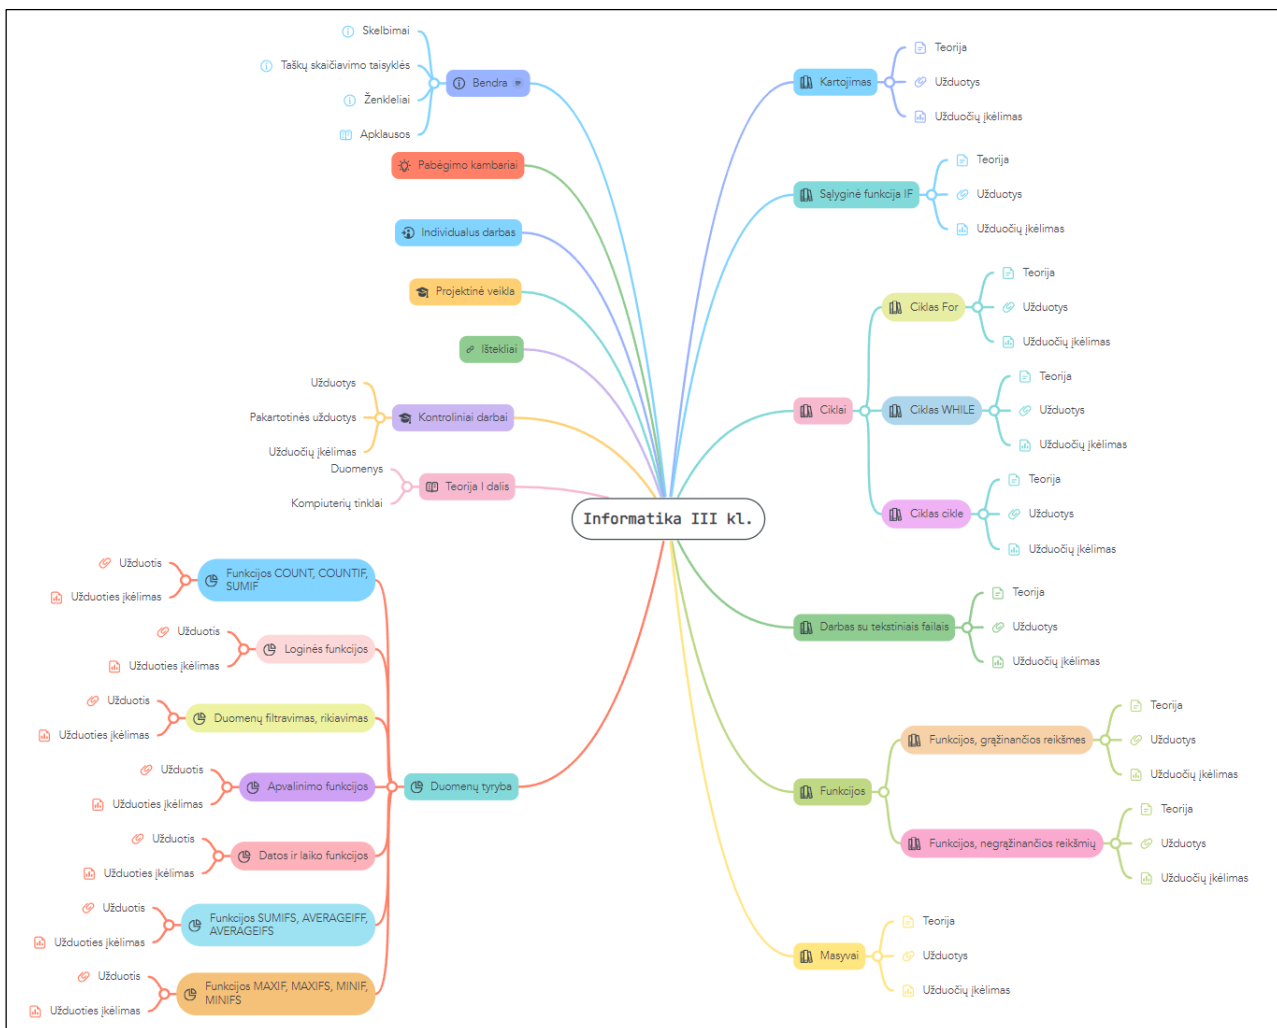 Informatika III kl.
Bendra
Skelbimai
Taškų skaičiavimo taisyklės
Ženkleliai
Apklausos
Pabėgimo kambariai
Individualus darbas
Projektinė veikla
Ištekliai
Kontroliniai darbai
Užduotys
Pakartotinės užduotys
Užduočių įkėlimas
Teorija I dalis
Duomenys
Kompiuterių tinklai
Duomenų tyryba
Funkcijos COUNT, COUNTIF,
SUMIF
Užduotis
Užduoties įkėlimas
Loginės funkcijos
Užduotis
Užduoties įkėlimas
Duomenų filtravimas, rikiavimas
Užduotis
Užduoties įkėlimas
Apvalinimo funkcijos
Užduotis
Užduoties įkėlimas
Datos ir laiko funkcijos
Užduotis
Užduoties įkėlimas
Funkcijos SUMIFS, AVERAGEIFF,
AVERAGEIFS
Užduotis
Užduoties įkėlimas
Funkcijos MAXIF, MAXIFS, MINIF,
MINIFS
Užduotis
Užduoties įkėlimas
Kartojimas
Teorija
Užduotys
Užduočių įkėlimas
Sąlyginė funkcija IF
Teorija
Užduotys
Užduočių įkėlimas
Ciklai
Ciklas For
Teorija
Užduotys
Užduočių įkėlimas
Ciklas WHILE
Teorija
Užduotys
Užduočių įkėlimas
Ciklas cikle
Teorija
Užduotys
Užduočių įkėlimas
Darbas su tekstiniais failais
Teorija
Užduotys
Užduočių įkėlimas
Funkcijos
Funkcijos, grąžinančios reikšmes
Teorija
Užduotys
Užduočių įkėlimas
Funkcijos, negrąžinančios reikšmių
Teorija
Užduotys
Užduočių įkėlimas
Masyvai
Teorija
Užduotys
Užduočių įkėlimas